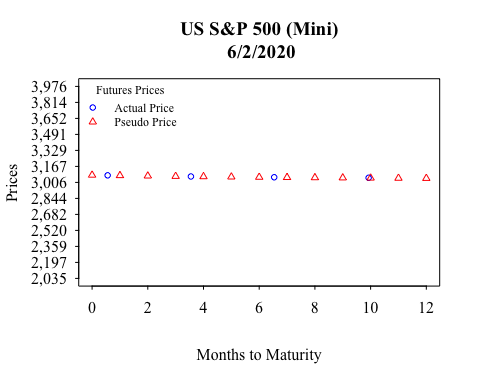 US S&P 500 (Mini)
6/2/2020
Futures Prices
Actual Price
Pseudo Price
Prices
3,976
3,814
3,652
3,491
3,329
3,167
3,006
2,844
2,682
2,520
2,359
2,197
2,035
0 2 4 6 8 10 12
Months to Maturity